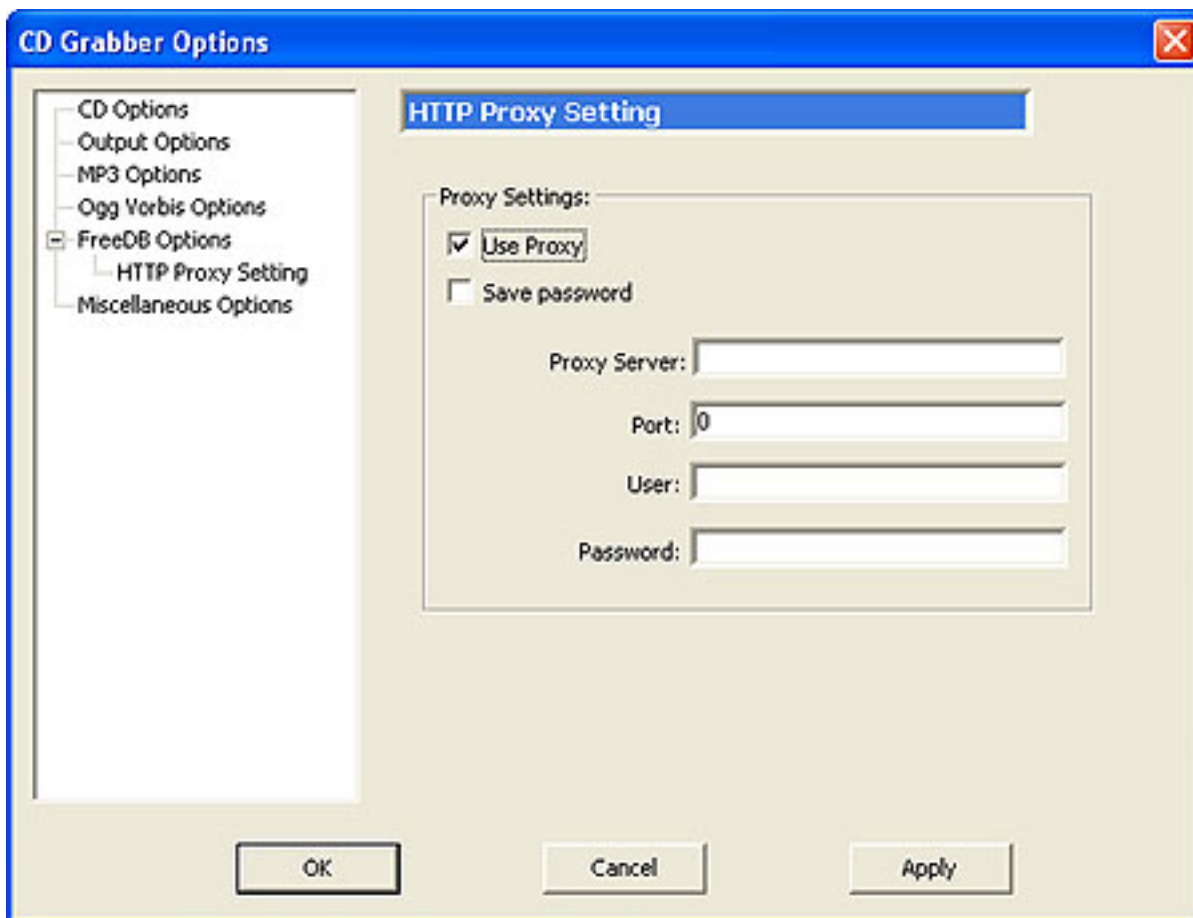 CD Grabber Options
CD Options
Output Options
MP3 Options
Ogg Vorbis Options
FreeDB Options
HTTP Proxy Setting
Miscellaneous Options
HTTP Proxy Setting
Proxy Settings:
Use Proxy
Save password
Proxy Server:
Port: 0
User:
Password:
OK Cancel Apply